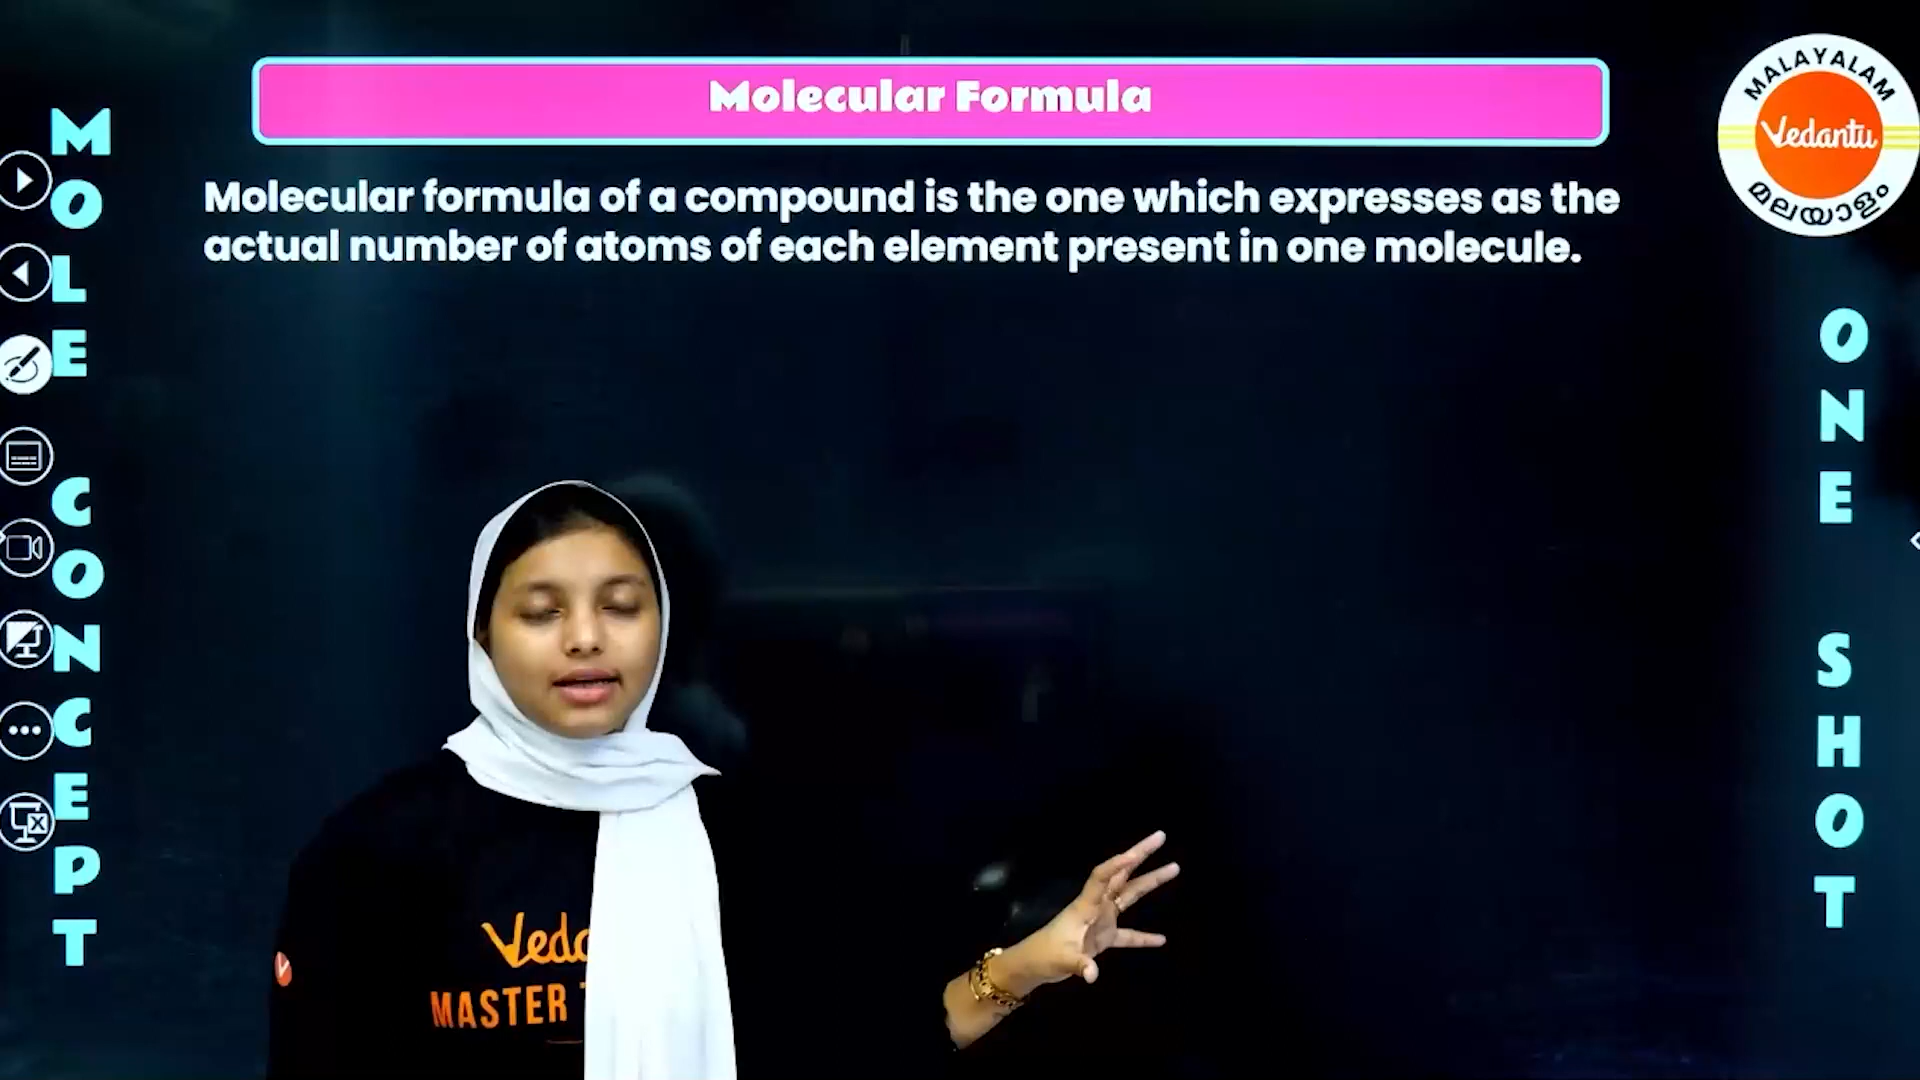 Molecular Formula
Molecular formula of a compound is the one which expresses as the
actual number of atoms of each element present in one molecule.
MOLE CONCEPT
ONE SHOT
MALAYALAM
Vedantu
മലയാളം
MASTER